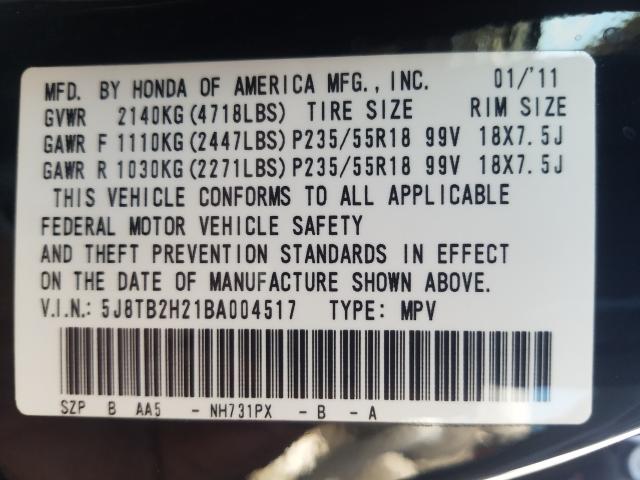 MFD. BY HONDA OF AMERICA MFG., INC. 01/'11
GVWR 2140KG(4718LBS) TIRE SIZE RIM SIZE
GAWR F 1110KG(2447LBS)P235/55R18 99V 18X7.5J
GAWR R 1030KG(2271LBS)P235/55R18 99V 18X7.5J
THIS VEHICLE CONFORMS TO ALL APPLICABLE
FEDERAL MOTOR VEHICLE SAFETY
AND THEFT PREVENTION STANDARDS IN EFFECT
ON THE DATE OF MANUFACTURE SHOWN ABOVE.
V.I.N.: 5J8TB2H21BA004517 TYPE: MPV
SZP B AA5 - NH731PX - B - A